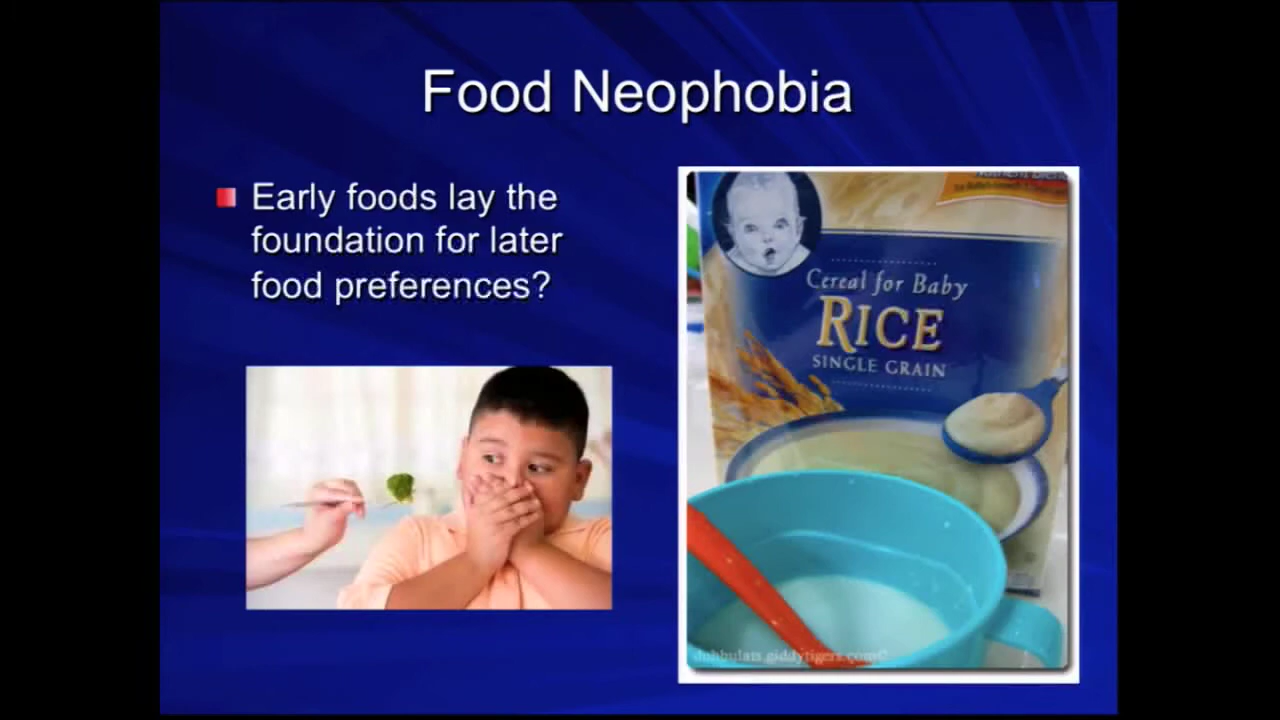 Food Neophobia
Early foods lay the
foundation for later
food preferences?
Cereal for Baby
RICE
SINGLE GRAIN